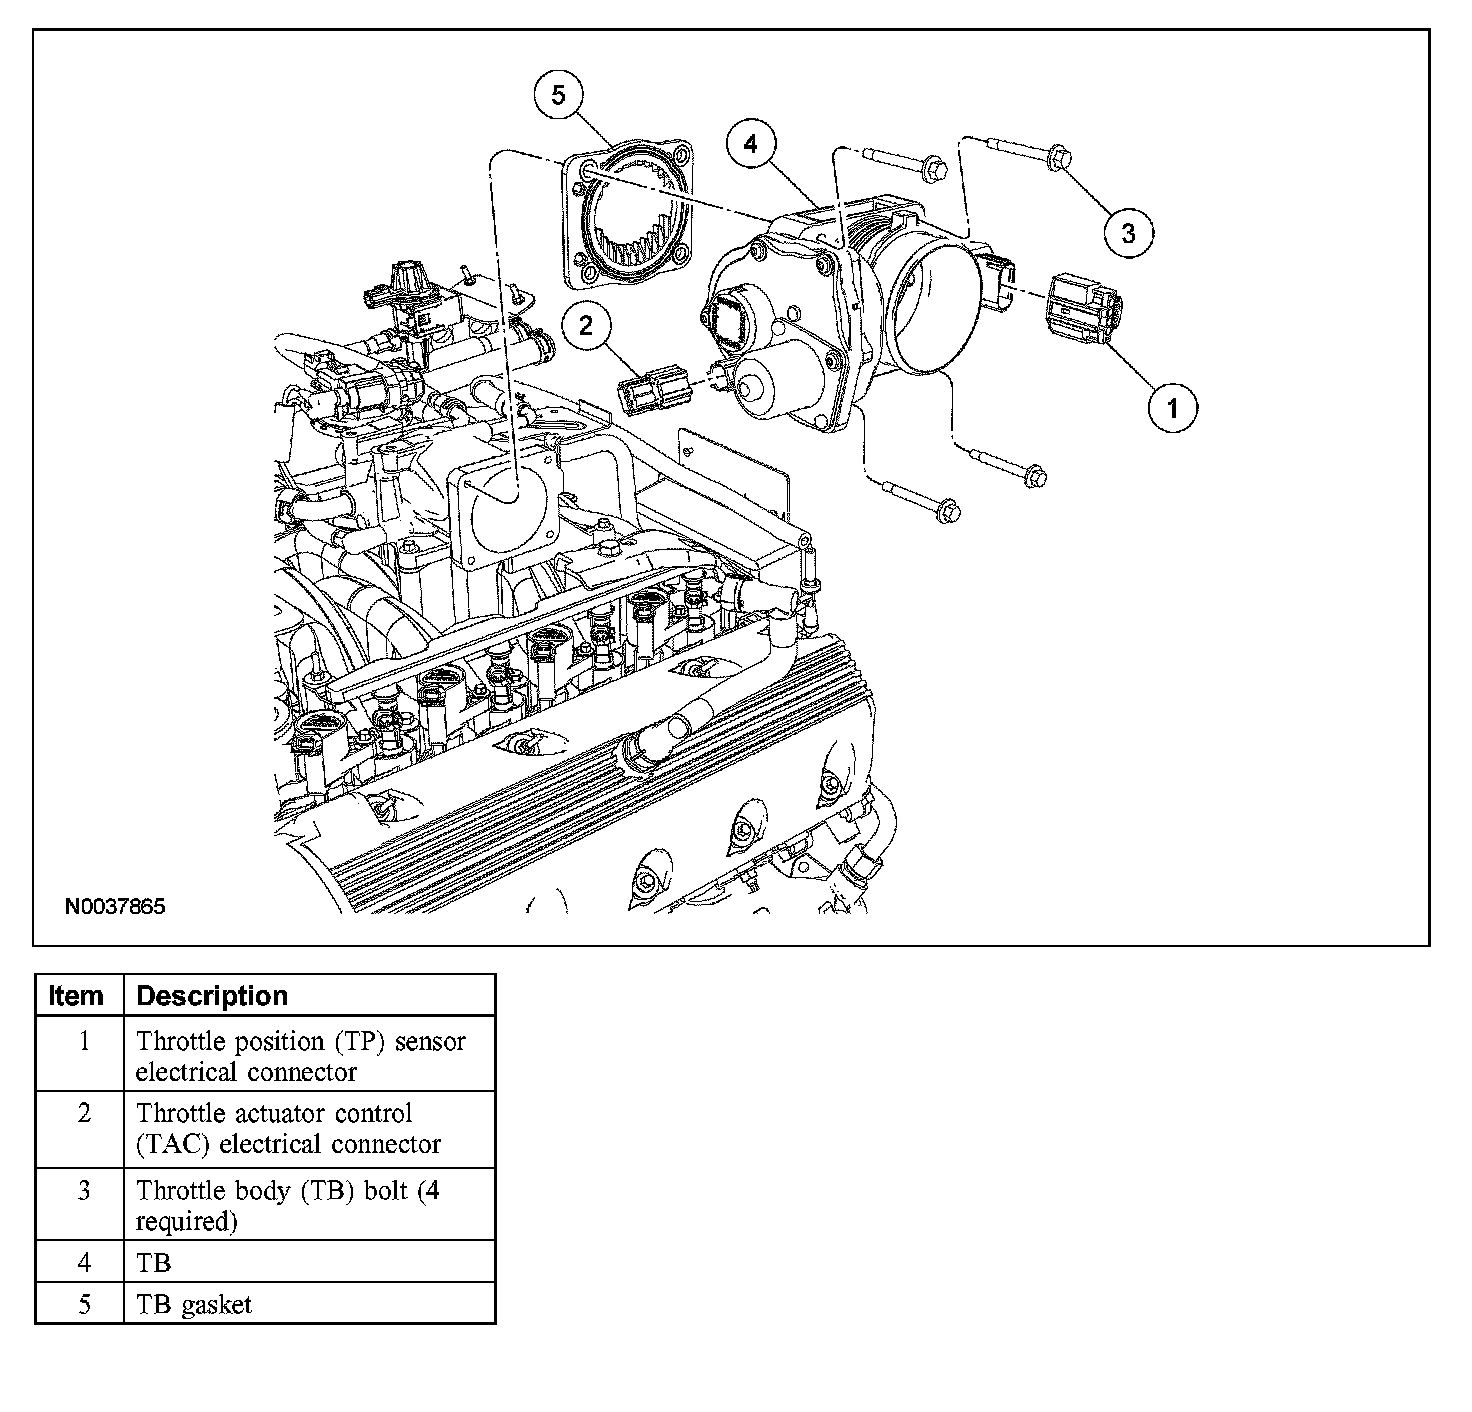 5
4
3
2
1
N0037865
Item Description
1 Throttle position (TP) sensor
electrical connector
2 Throttle actuator control
(TAC) electrical connector
3 Throttle body (TB) bolt (4
required)
4 TB
5 TB gasket